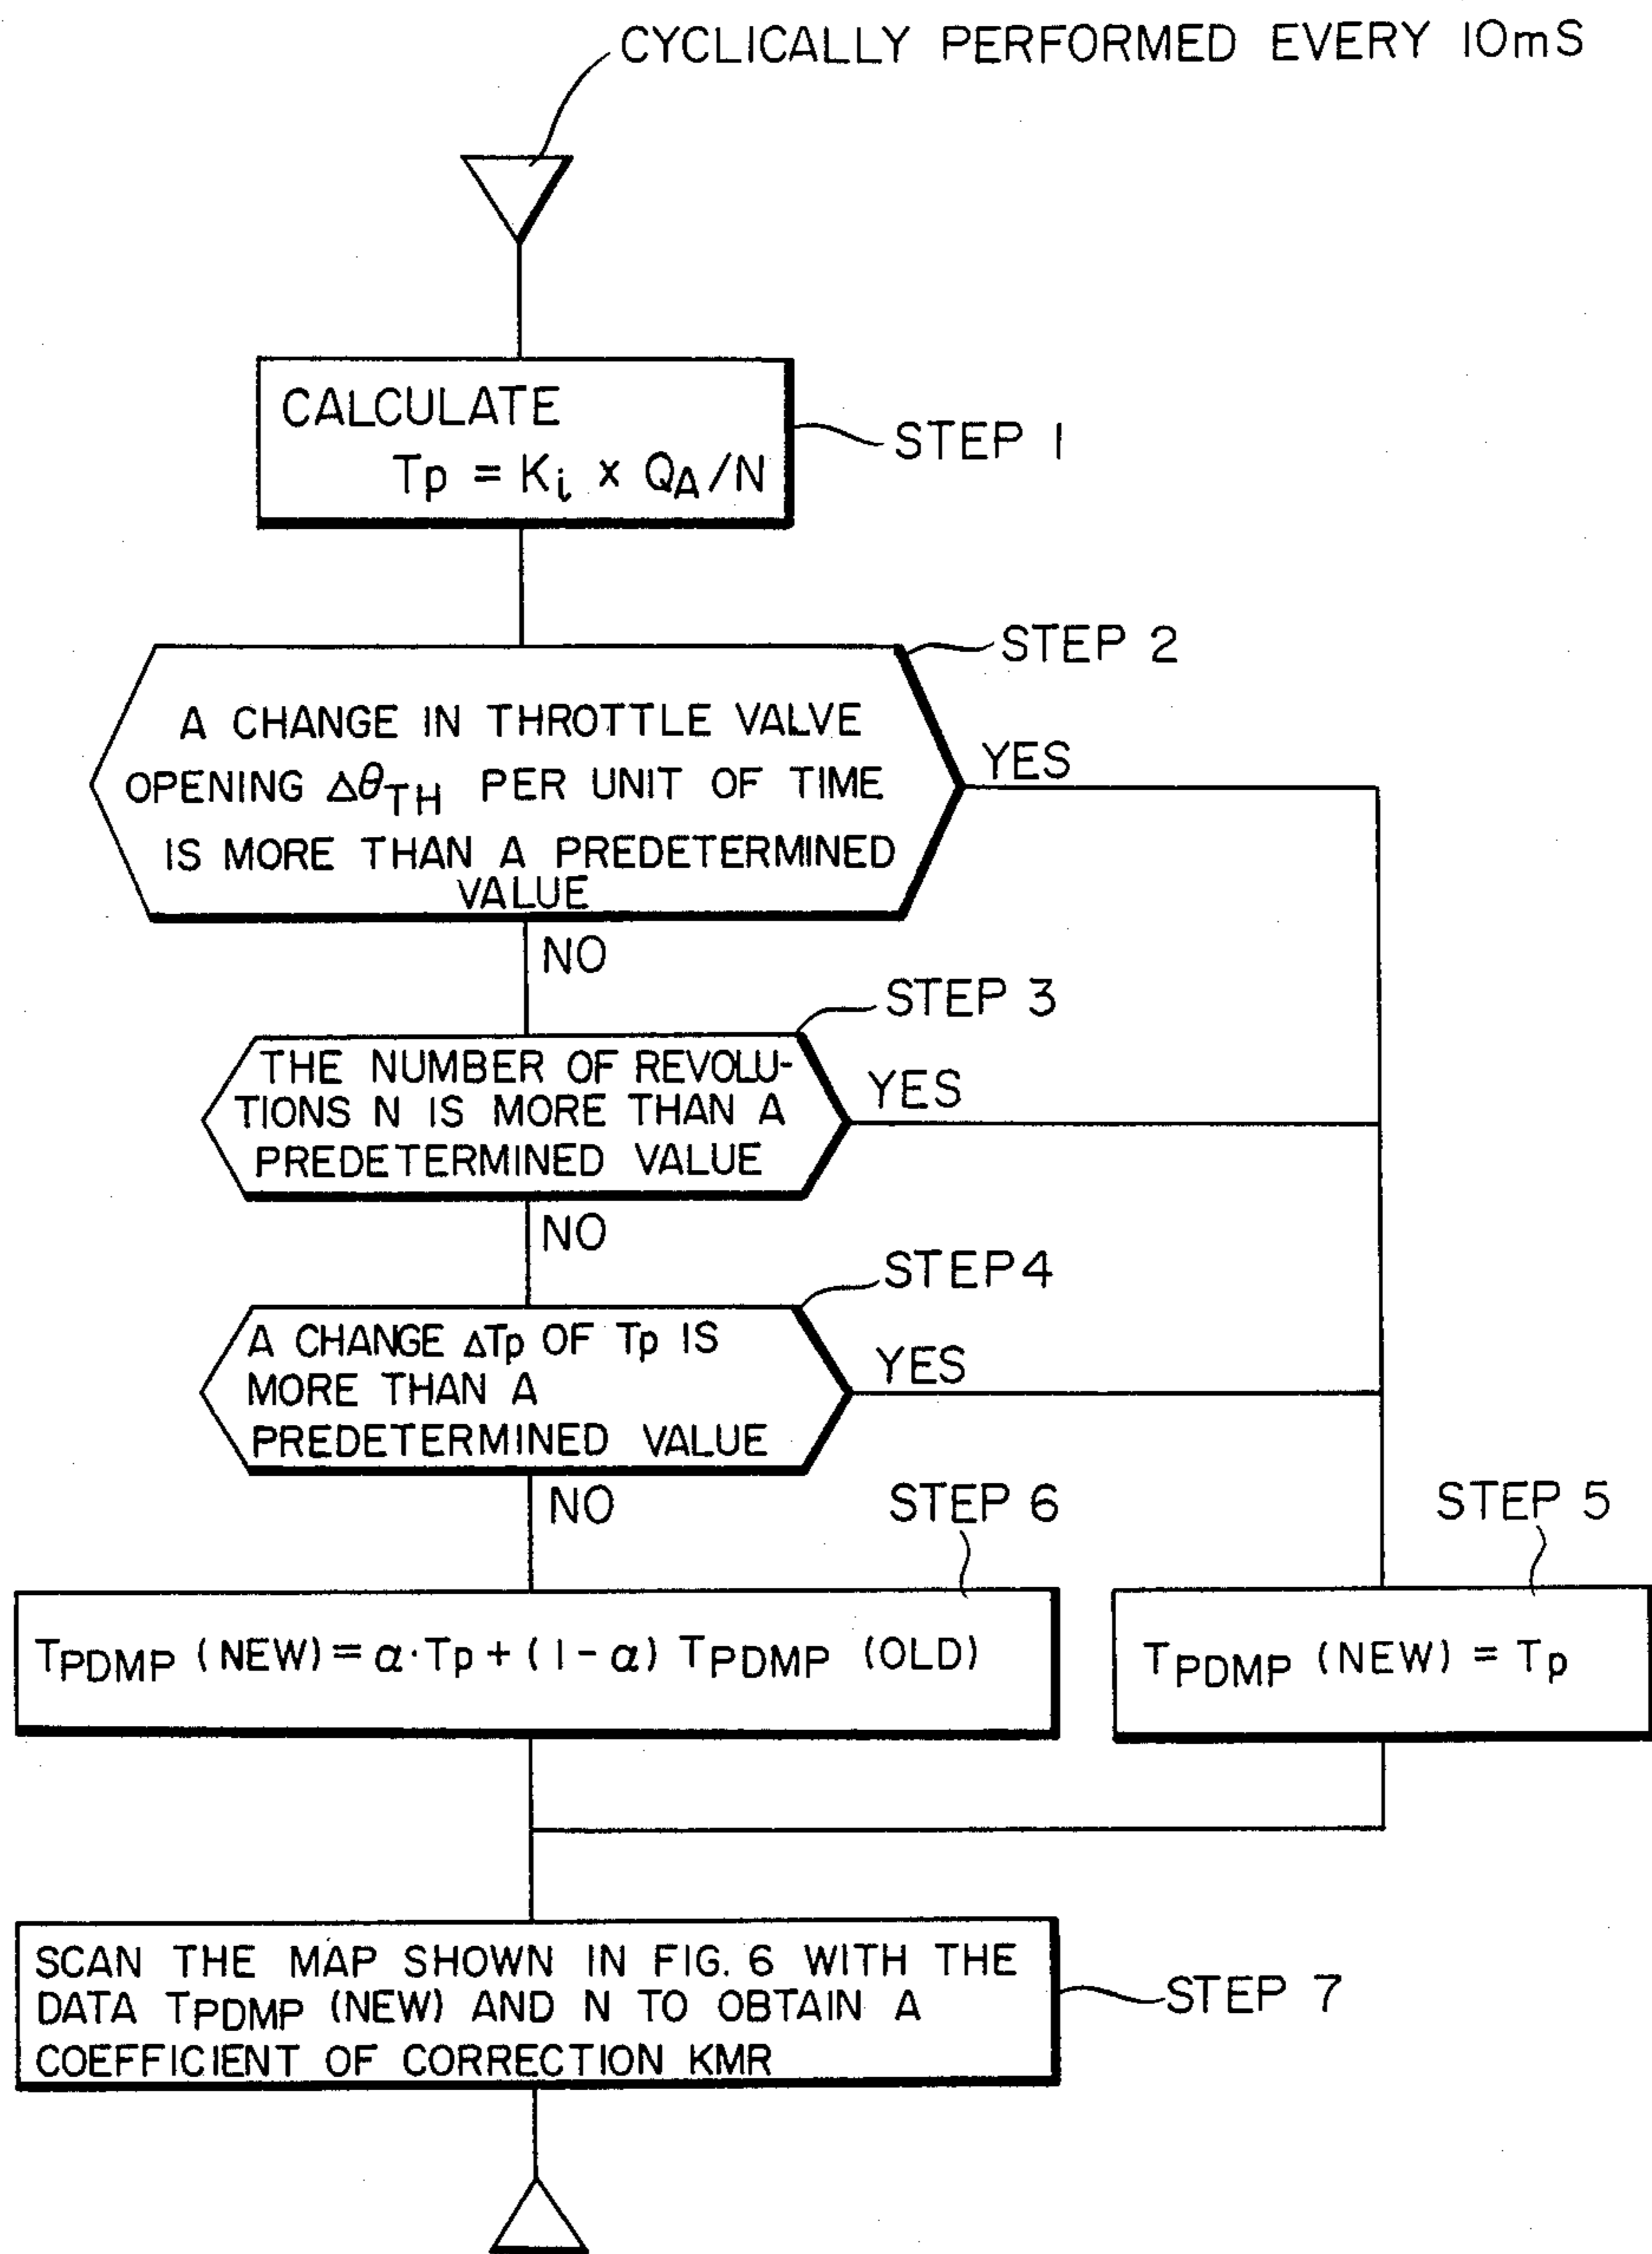 CYCLICALLY PERFORMED EVERY 10mS
CALCULATE
Tp = Ki × QA/N
STEP 1
STEP 2
A CHANGE IN THROTTLE VALVE
OPENING ΔθTH PER UNIT OF TIME
IS MORE THAN A PREDETERMINED
VALUE
YES
NO
STEP 3
THE NUMBER OF REVOLU-
TIONS N IS MORE THAN A
PREDETERMINED VALUE
YES
NO
STEP4
A CHANGE ΔTp OF Tp IS
MORE THAN A
PREDETERMINED VALUE
YES
NO
STEP 6
STEP 5
TPDMP (NEW) = α·Tp + (1 - α) TPDMP (OLD)
TPDMP (NEW) = Tp
SCAN THE MAP SHOWN IN FIG. 6 WITH THE
DATA TPDMP (NEW) AND N TO OBTAIN A
COEFFICIENT OF CORRECTION KMR
STEP 7